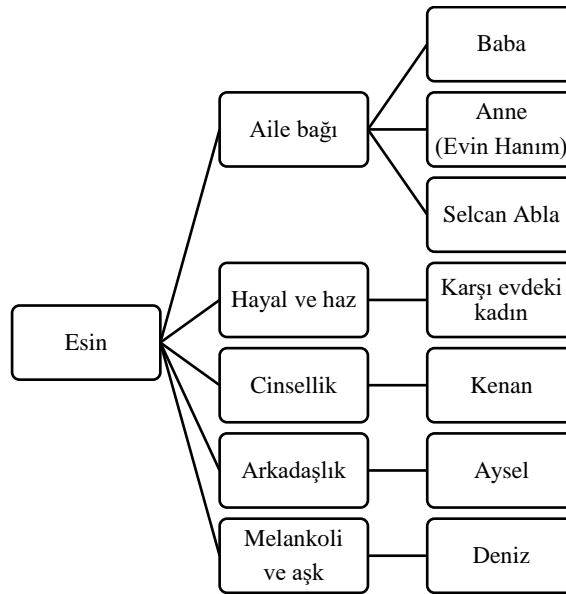 Baba
Aile bağı
Anne
(Evin Hanım)
Selcan Abla
Hayal ve haz
Karşı evdeki
kadın
Esin
Cinsellik
Kenan
Arkadaşlık
Aysel
Melankoli
ve aşk
Deniz